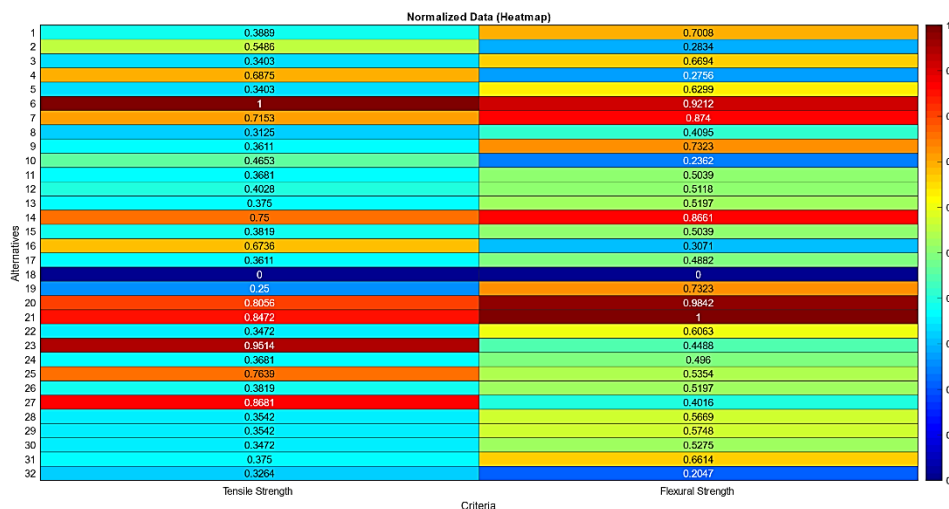 Normalized Data (Heatmap)
1 0.3889 0.7008
2 0.5486 0.2834
3 0.3403 0.6694
4 0.6875 0.2756
5 0.3403 0.6299
6 1 0.9212
7 0.7153 0.874
8 0.3125 0.4095
9 0.3611 0.7323
10 0.4653 0.2362
11 0.3681 0.5039
12 0.4028 0.5118
13 0.375 0.5197
14 0.75 0.8661
15 0.3819 0.5039
16 0.6736 0.3071
17 0.3611 0.4882
18 0 0
19 0.25 0.7323
20 0.8056 0.9842
21 0.8472 1
22 0.3472 0.6063
23 0.9514 0.4488
24 0.3681 0.496
25 0.7639 0.5354
26 0.3819 0.5197
27 0.8681 0.4016
28 0.3542 0.5669
29 0.3542 0.5748
30 0.3472 0.5275
31 0.375 0.6614
32 0.3264 0.2047
Alternatives
Tensile Strength Flexural Strength
Criteria